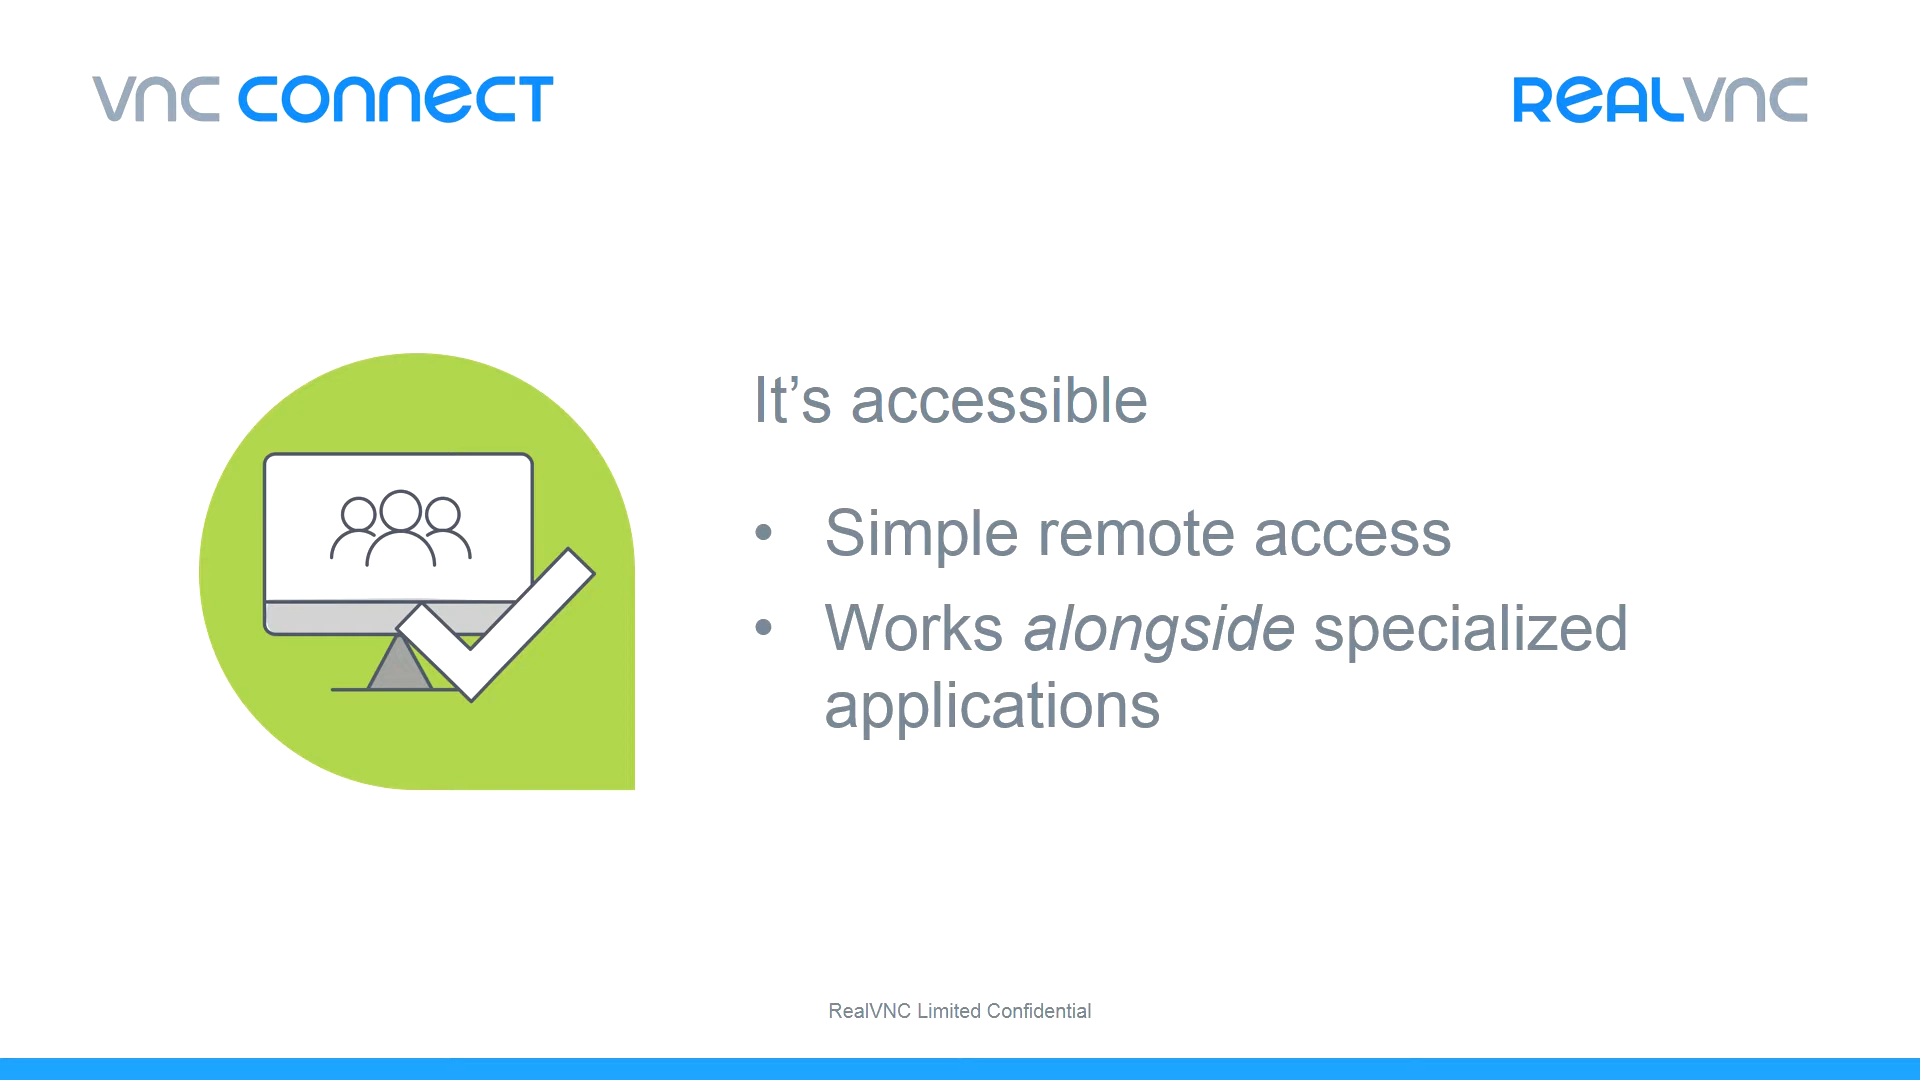 VNC CONNECT
REALVNC
It’s accessible
• Simple remote access
• Works alongside specialized
applications
RealVNC Limited Confidential